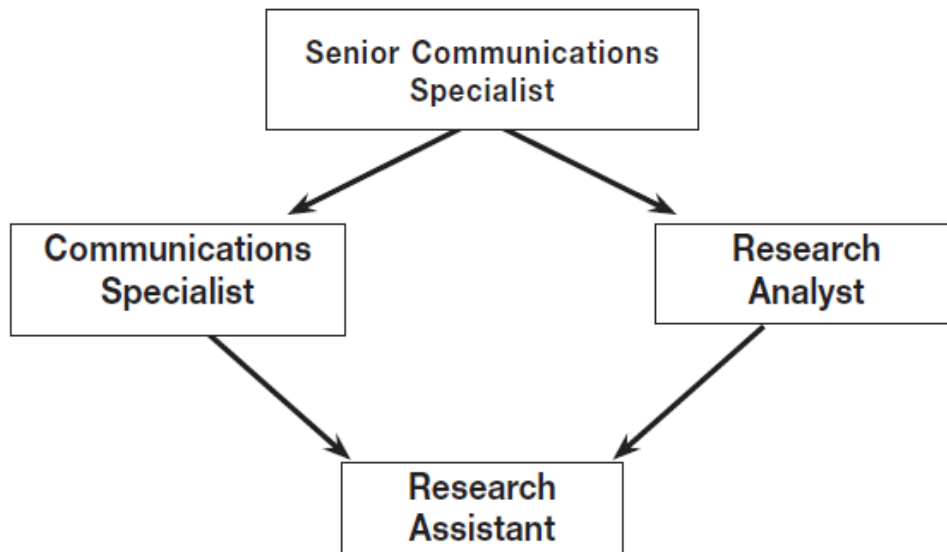 Senior Communications
Specialist
Communications
Specialist
Research
Analyst
Research
Assistant